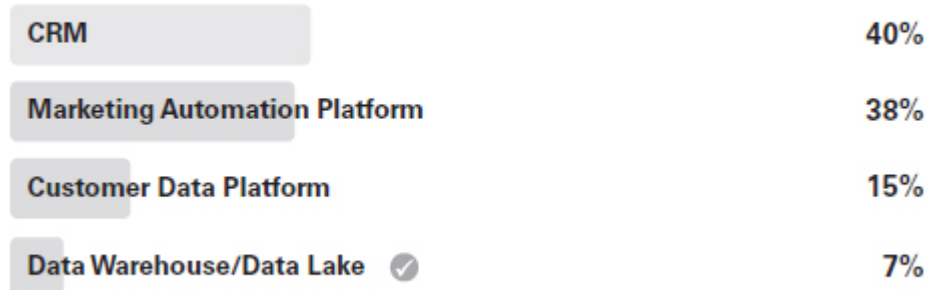 CRM 40%
Marketing Automation Platform 38%
Customer Data Platform 15%
Data Warehouse/Data Lake 7%